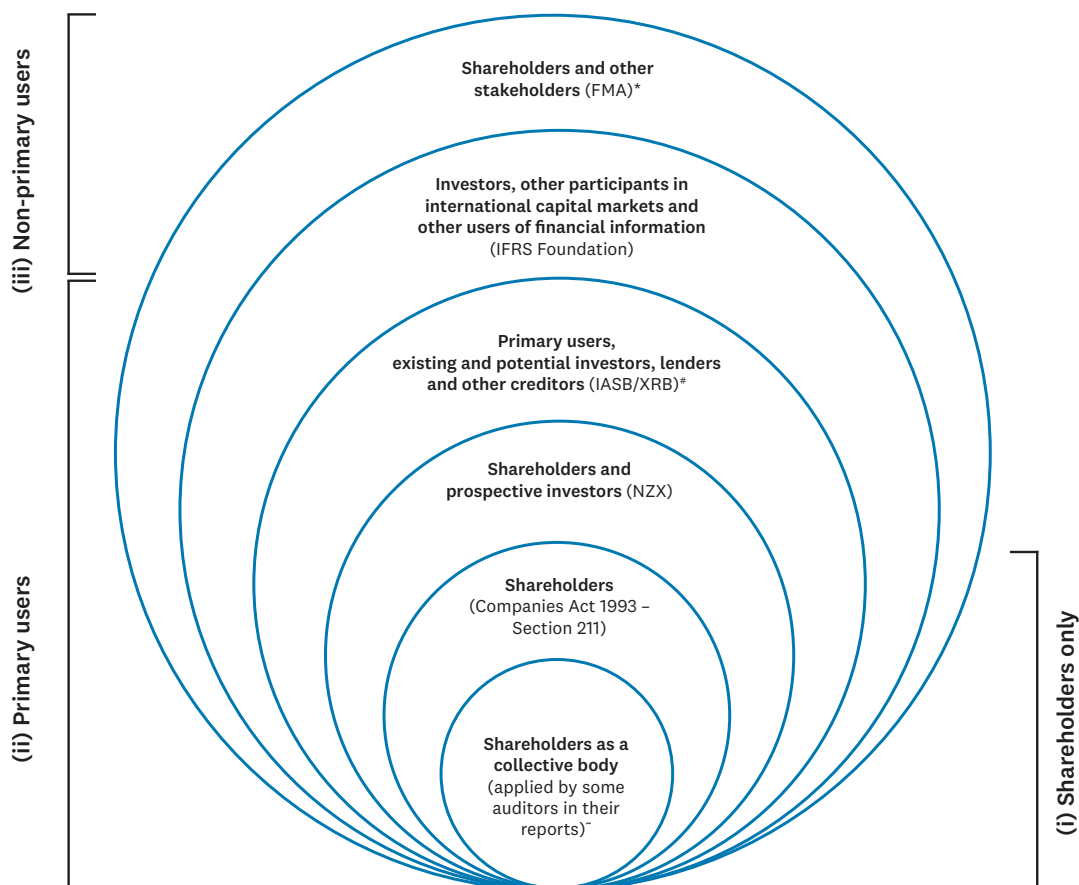 Shareholders and other
stakeholders (FMA)*
Investors, other participants in
international capital markets and
other users of financial information
(IFRS Foundation)
Primary users,
existing and potential investors, lenders
and other creditors (IASB/XRB)#
Shareholders and
prospective investors (NZX)
Shareholders
(Companies Act 1993 –
Section 211)
Shareholders as a
collective body
(applied by some
auditors in their
reports)~
(iii) Non-primary users
(ii) Primary users
(i) Shareholders only